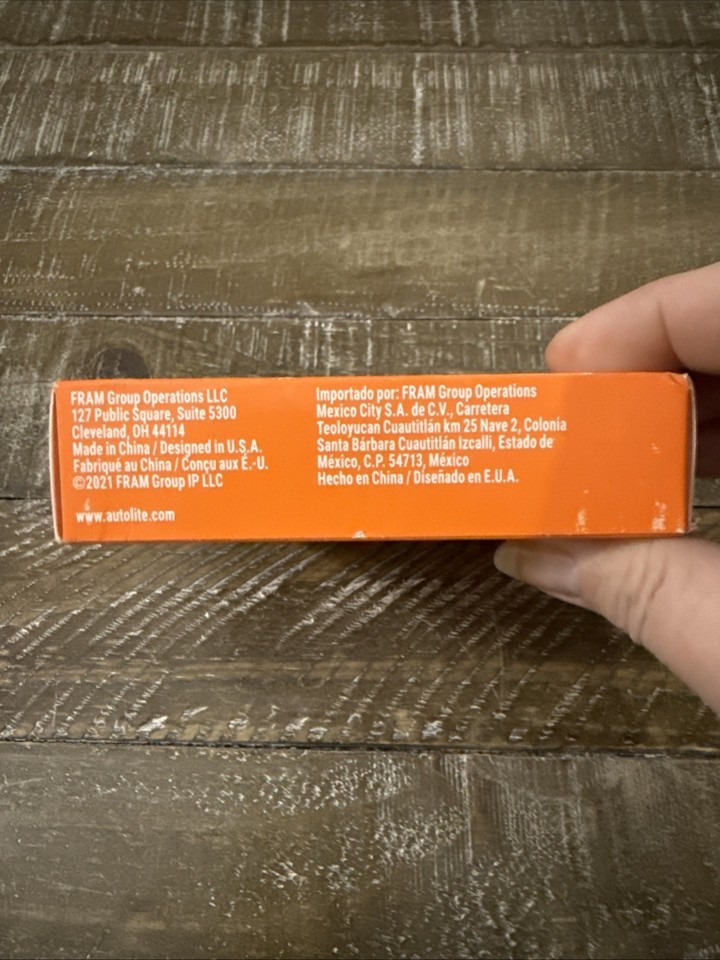 FRAM Group Operations LLC
127 Public Square, Suite 5300
Cleveland, OH 44114
Made in China / Designed in U.S.A.
Fabriqué au China / Conçu aux É.-U.
©2021 FRAM Group IP LLC
www.autolite.com
Importado por: FRAM Group Operations
Mexico City S.A. de C.V., Carretera
Teoloyucan Cuautitlán km 25 Nave 2, Colonia
Santa Bárbara Cuautitlán Izcalli, Estado de
México, C.P. 54713, México
Hecho en China / Diseñado en E.U.A.